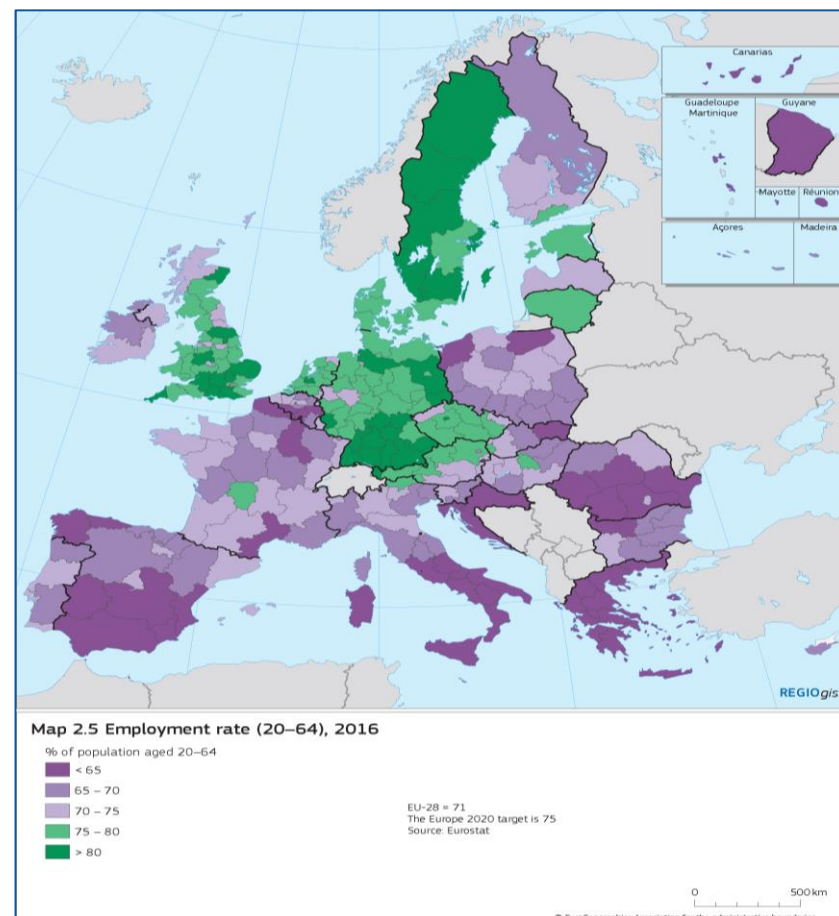 Canarias
Guadeloupe
Martinique
Guyane
Mayotte
Réunion
Açores
Madeira
REGIOgis
Map 2.5 Employment rate (20–64), 2016
% of population aged 20–64
< 65
65 – 70
70 – 75
75 – 80
> 80
EU-28 = 71
The Europe 2020 target is 75
Source: Eurostat
0
500 km